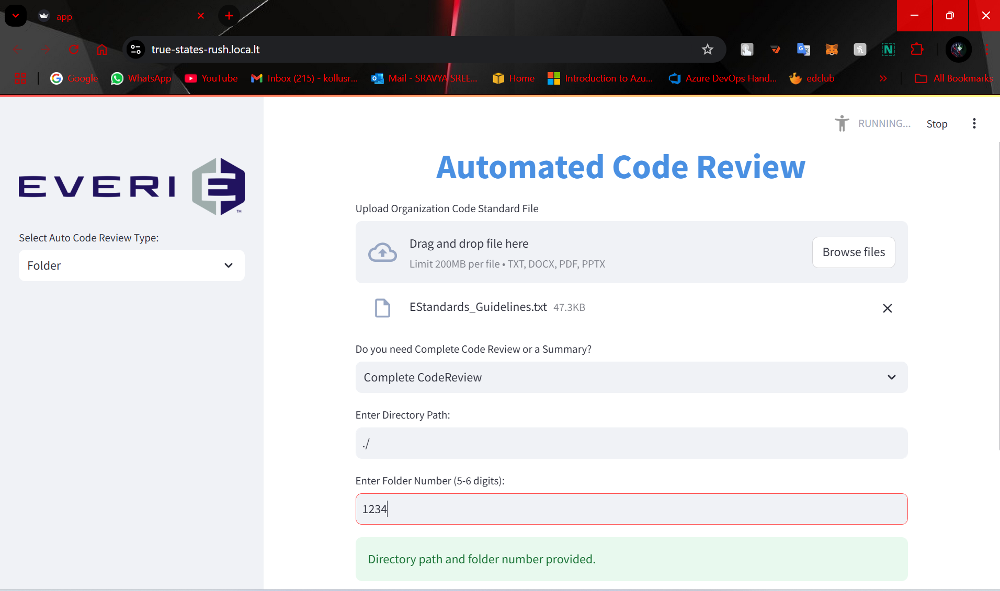 app
true-states-rush.loca.lt
Google WhatsApp YouTube Inbox (215) - kollusr... Mail - SRAVYA SREE... Home Introduction to Azu... Azure DevOps Hand... edclub » All Bookmarks
RUNNING... Stop
EVERI
E ™
Select Auto Code Review Type:
Folder
Automated Code Review
Upload Organization Code Standard File
Drag and drop file here
Limit 200MB per file • TXT, DOCX, PDF, PPTX
Browse files
EStandards_Guidelines.txt 47.3KB
Do you need Complete Code Review or a Summary?
Complete CodeReview
Enter Directory Path:
./
Enter Folder Number (5-6 digits):
1234
Directory path and folder number provided.